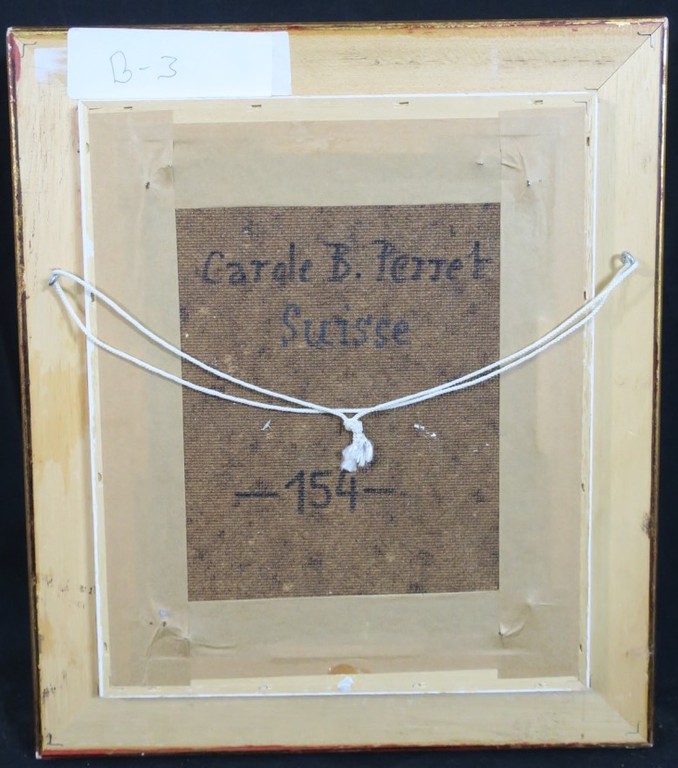 B-3
Carole B. Perret
Suisse
-154-